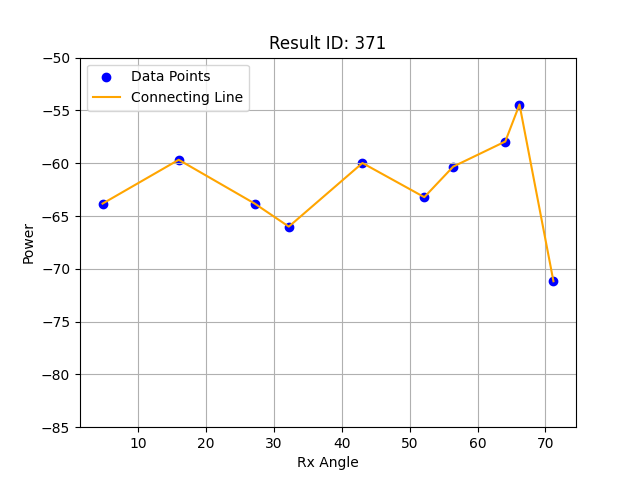 Result ID: 371
Data Points
Connecting Line
Power
−50
−55
−60
−65
−70
−75
−80
−85
10 20 30 40 50 60 70
Rx Angle